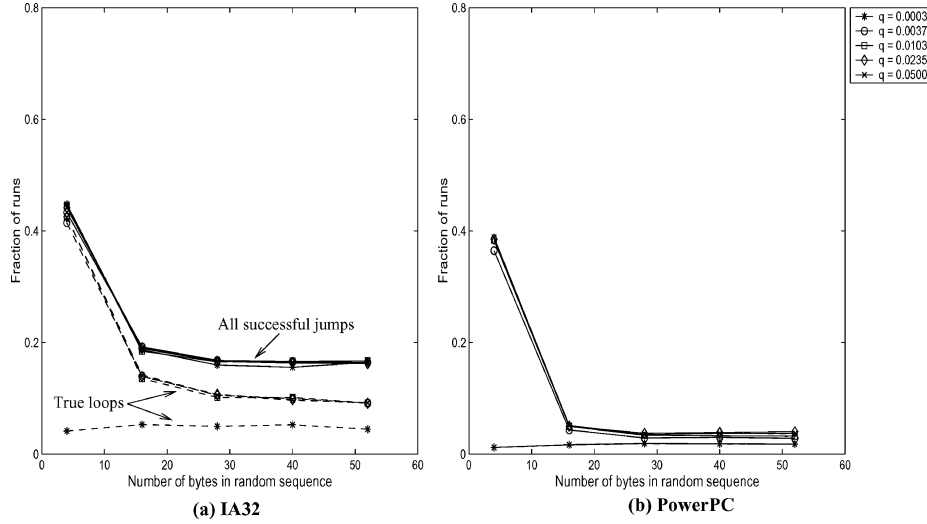 0.8
0.6
0.4
0.2
0
Fraction of runs
All successful jumps
True loops
0 10 20 30 40 50 60
Number of bytes in random sequence
(a) IA32
0.8
0.6
0.4
0.2
0
Fraction of runs
0 10 20 30 40 50 60
Number of bytes in random sequence
(b) PowerPC
q = 0.0003
q = 0.0037
q = 0.0103
q = 0.0235
q = 0.0500